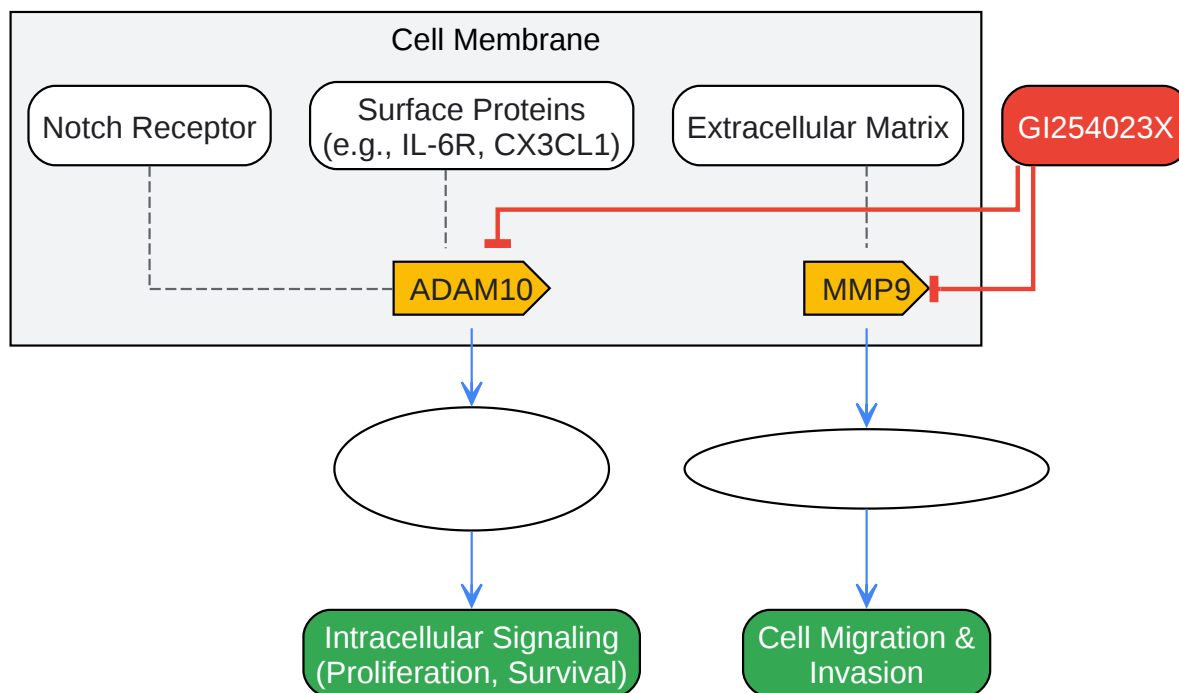 Cell Membrane
Notch Receptor
Surface Proteins
(e.g., IL-6R, CX3CL1)
Extracellular Matrix
GI254023X
ADAM10
MMP9
Intracellular Signaling
(Proliferation, Survival)
Cell Migration &
Invasion